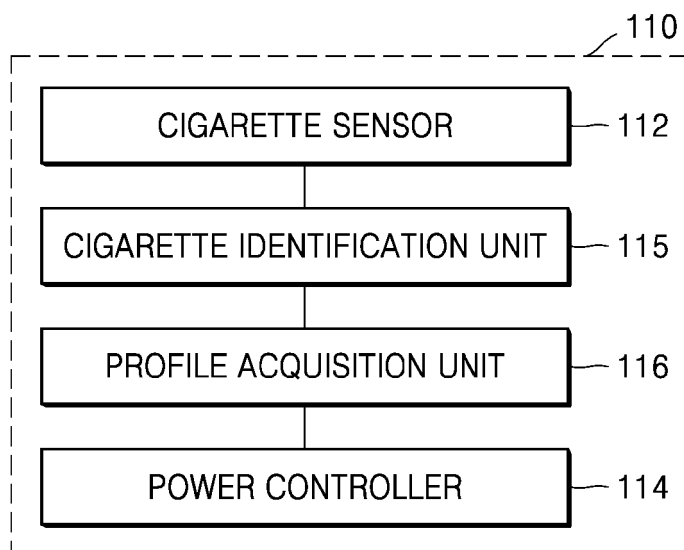 110
CIGARETTE SENSOR 112
CIGARETTE IDENTIFICATION UNIT 115
PROFILE ACQUISITION UNIT 116
POWER CONTROLLER 114